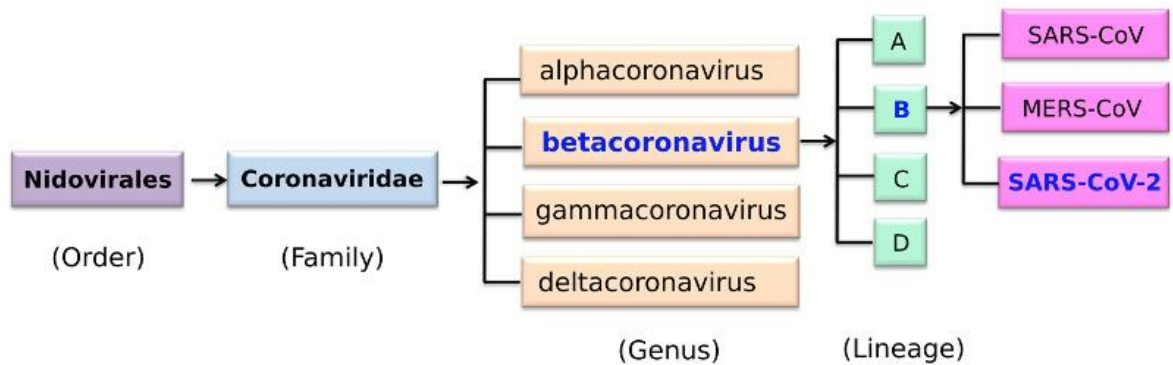 Nidovirales
(Order)
Coronaviridae
(Family)
alphacoronavirus
betacoronavirus
gammacoronavirus
deltacoronavirus
(Genus)
A
B
C
D
(Lineage)
SARS-CoV
MERS-CoV
SARS-CoV-2